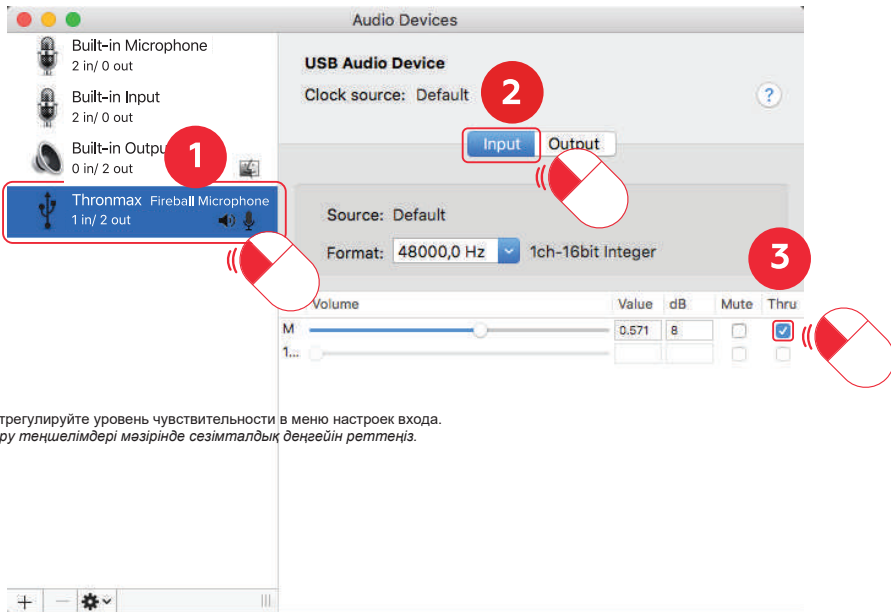 Audio Devices
Built-in Microphone
2 in/ 0 out
Built-in Input
2 in/ 0 out
Built-in Outpu
0 in/ 2 out
1
Thronmax Fireball Microphone
1 in/ 2 out
USB Audio Device
Clock source: Default
2
?
Input Output
Source: Default
Format: 48000,0 Hz 1ch-16bit Integer
3
Volume Value dB Mute Thru
M 0.571 8
1...
трегулируйте уровень чувствительности в меню настроек входа.
ру теңшелімдері мәзірінде сезімталдық деңгейін реттеңіз.